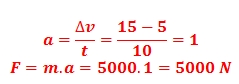 a = Δv/t = 15 − 5/10 = 1
F = m.a = 5000.1 = 5000 N